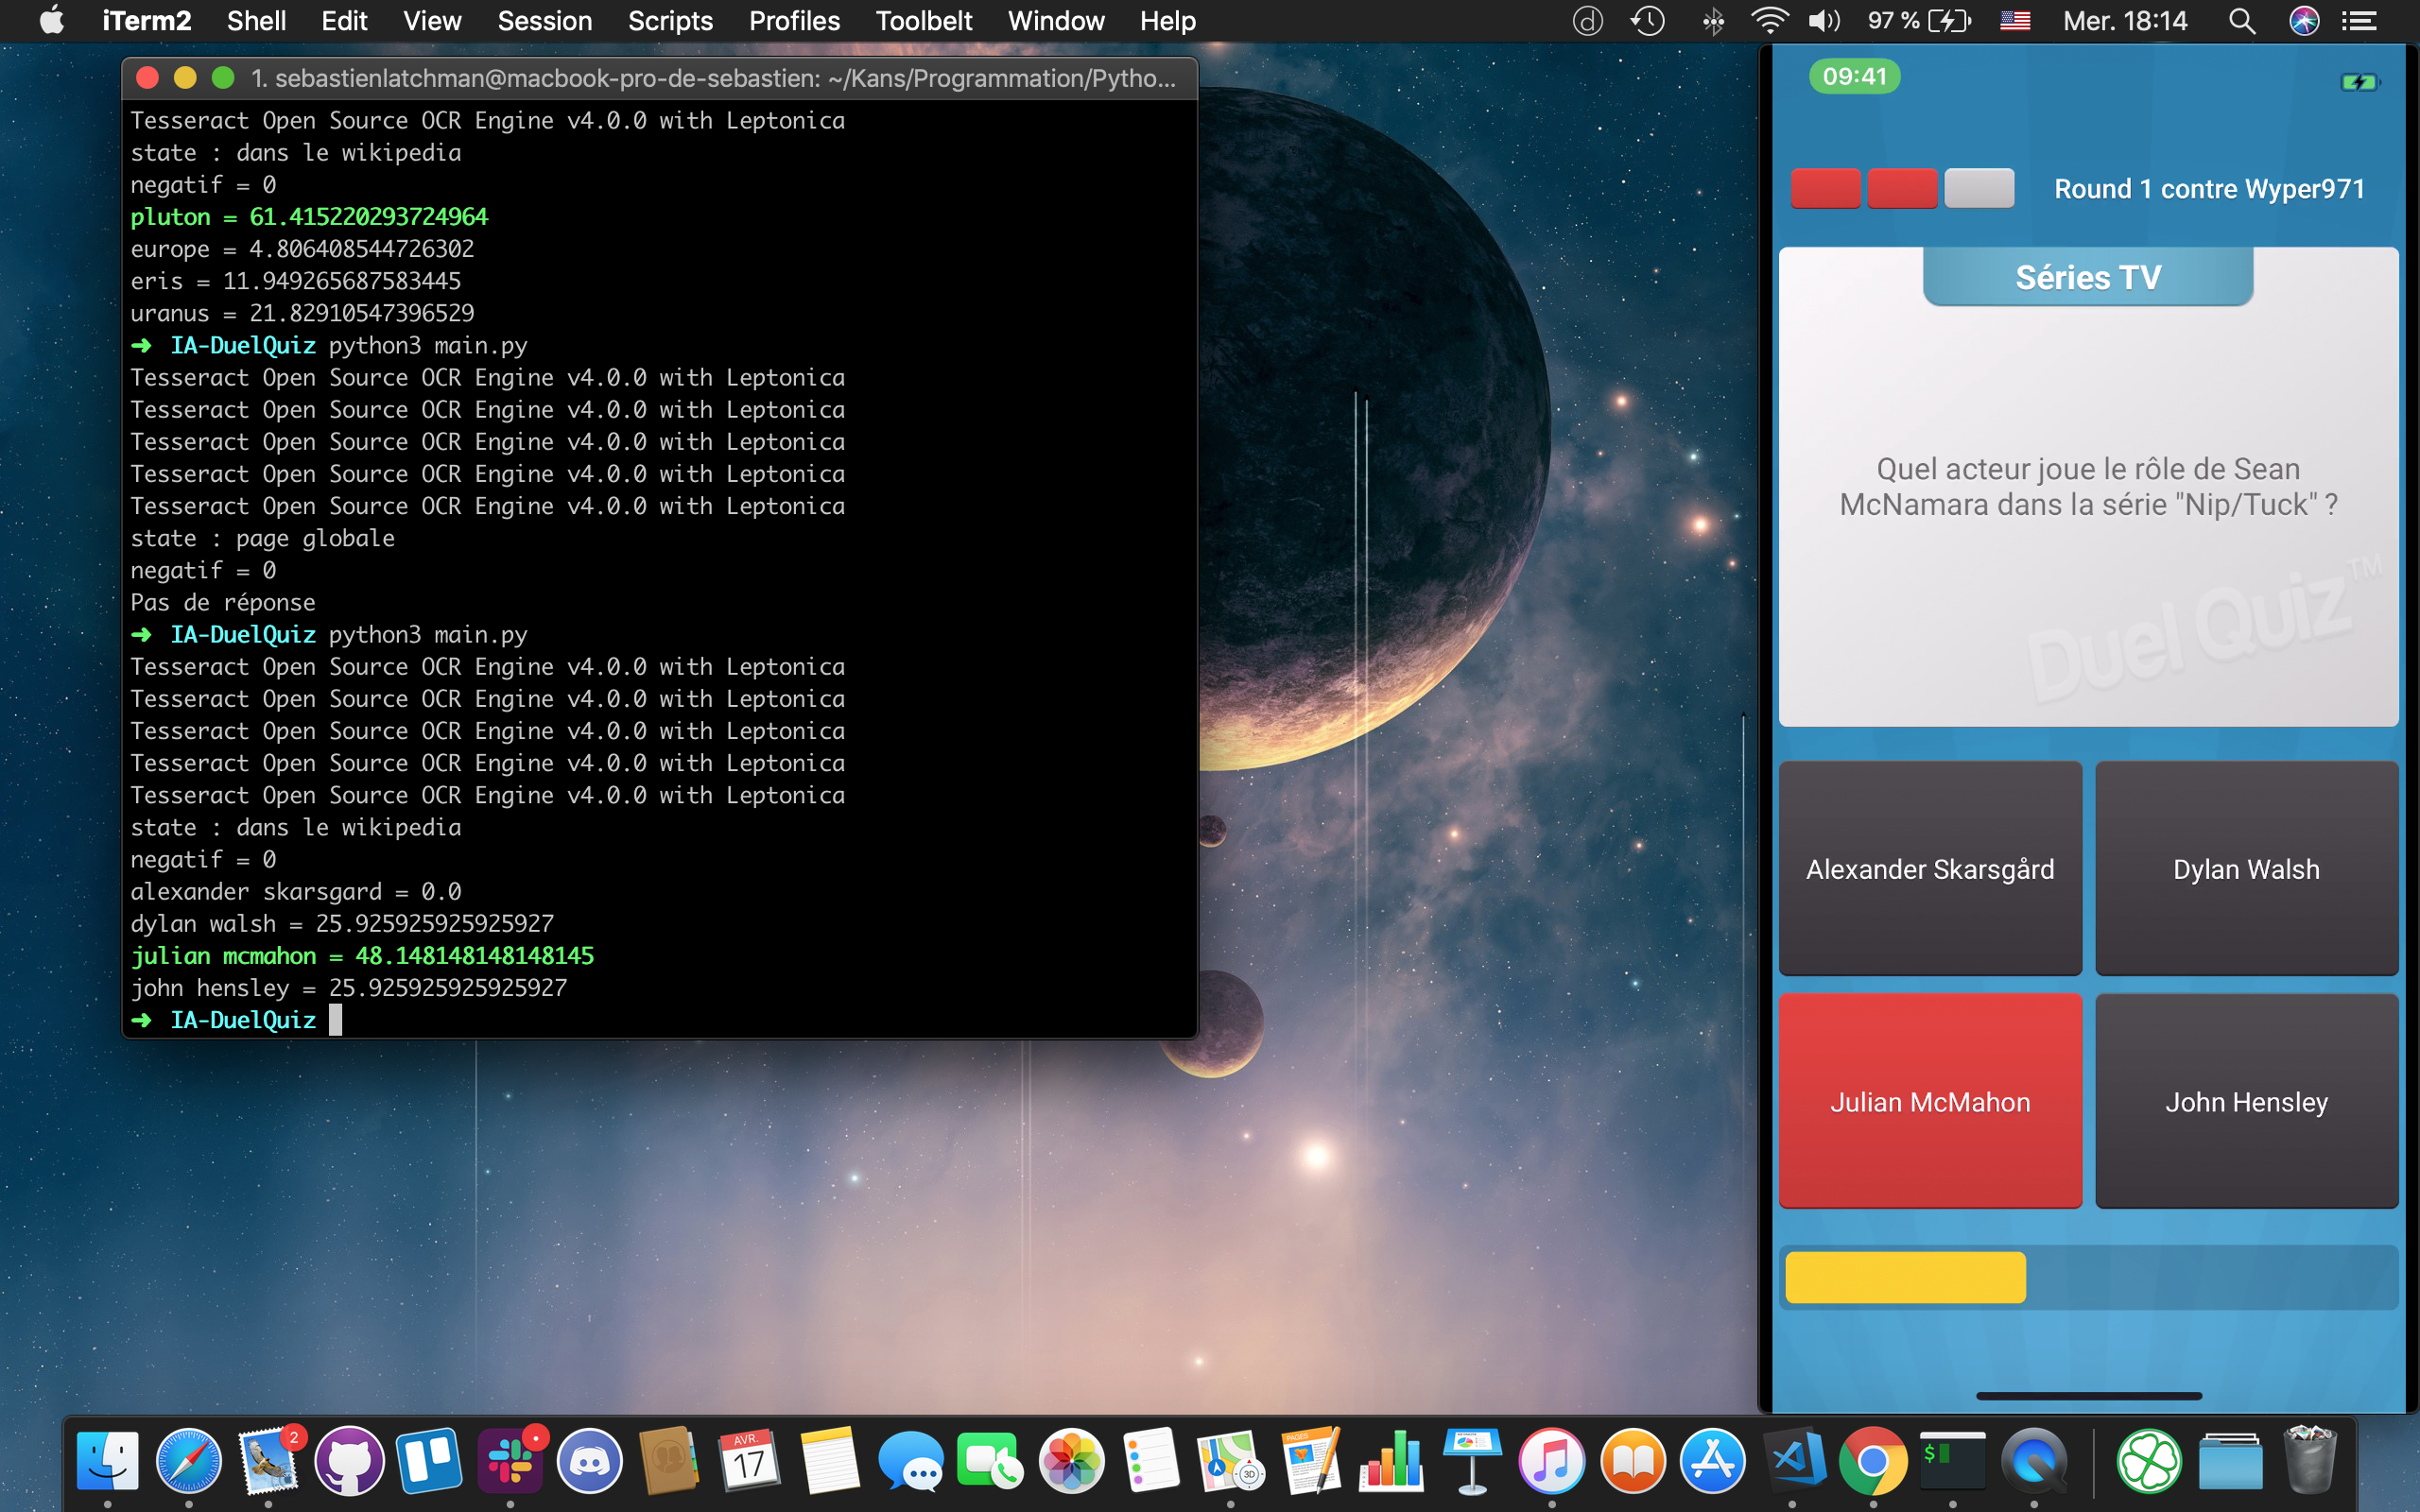 iTerm2 Shell Edit View Session Scripts Profiles Toolbelt Window Help
97 % Mer. 18:14
1. sebastienlatchman@macbook-pro-de-sebastien: ~/Kans/Programmation/Pytho...
Tesseract Open Source OCR Engine v4.0.0 with Leptonica
state : dans le wikipedia
negatif = 0
pluton = 61.415220293724964
europe = 4.806408544726302
eris = 11.949265687583445
uranus = 21.82910547396529
➜ IA-DuelQuiz python3 main.py
Tesseract Open Source OCR Engine v4.0.0 with Leptonica
Tesseract Open Source OCR Engine v4.0.0 with Leptonica
Tesseract Open Source OCR Engine v4.0.0 with Leptonica
Tesseract Open Source OCR Engine v4.0.0 with Leptonica
Tesseract Open Source OCR Engine v4.0.0 with Leptonica
state : page globale
negatif = 0
Pas de réponse
➜ IA-DuelQuiz python3 main.py
Tesseract Open Source OCR Engine v4.0.0 with Leptonica
Tesseract Open Source OCR Engine v4.0.0 with Leptonica
Tesseract Open Source OCR Engine v4.0.0 with Leptonica
Tesseract Open Source OCR Engine v4.0.0 with Leptonica
Tesseract Open Source OCR Engine v4.0.0 with Leptonica
state : dans le wikipedia
negatif = 0
alexander skarsgard = 0.0
dylan walsh = 25.925925925925927
julian mcmahon = 48.148148148148145
john hensley = 25.925925925925927
➜ IA-DuelQuiz
09:41
Round 1 contre Wyper971
Séries TV
Quel acteur joue le rôle de Sean
McNamara dans la série "Nip/Tuck" ?
Duel Quiz™
Alexander Skarsgård
Dylan Walsh
Julian McMahon
John Hensley
2
AVR.
17
3D
PAGES
$